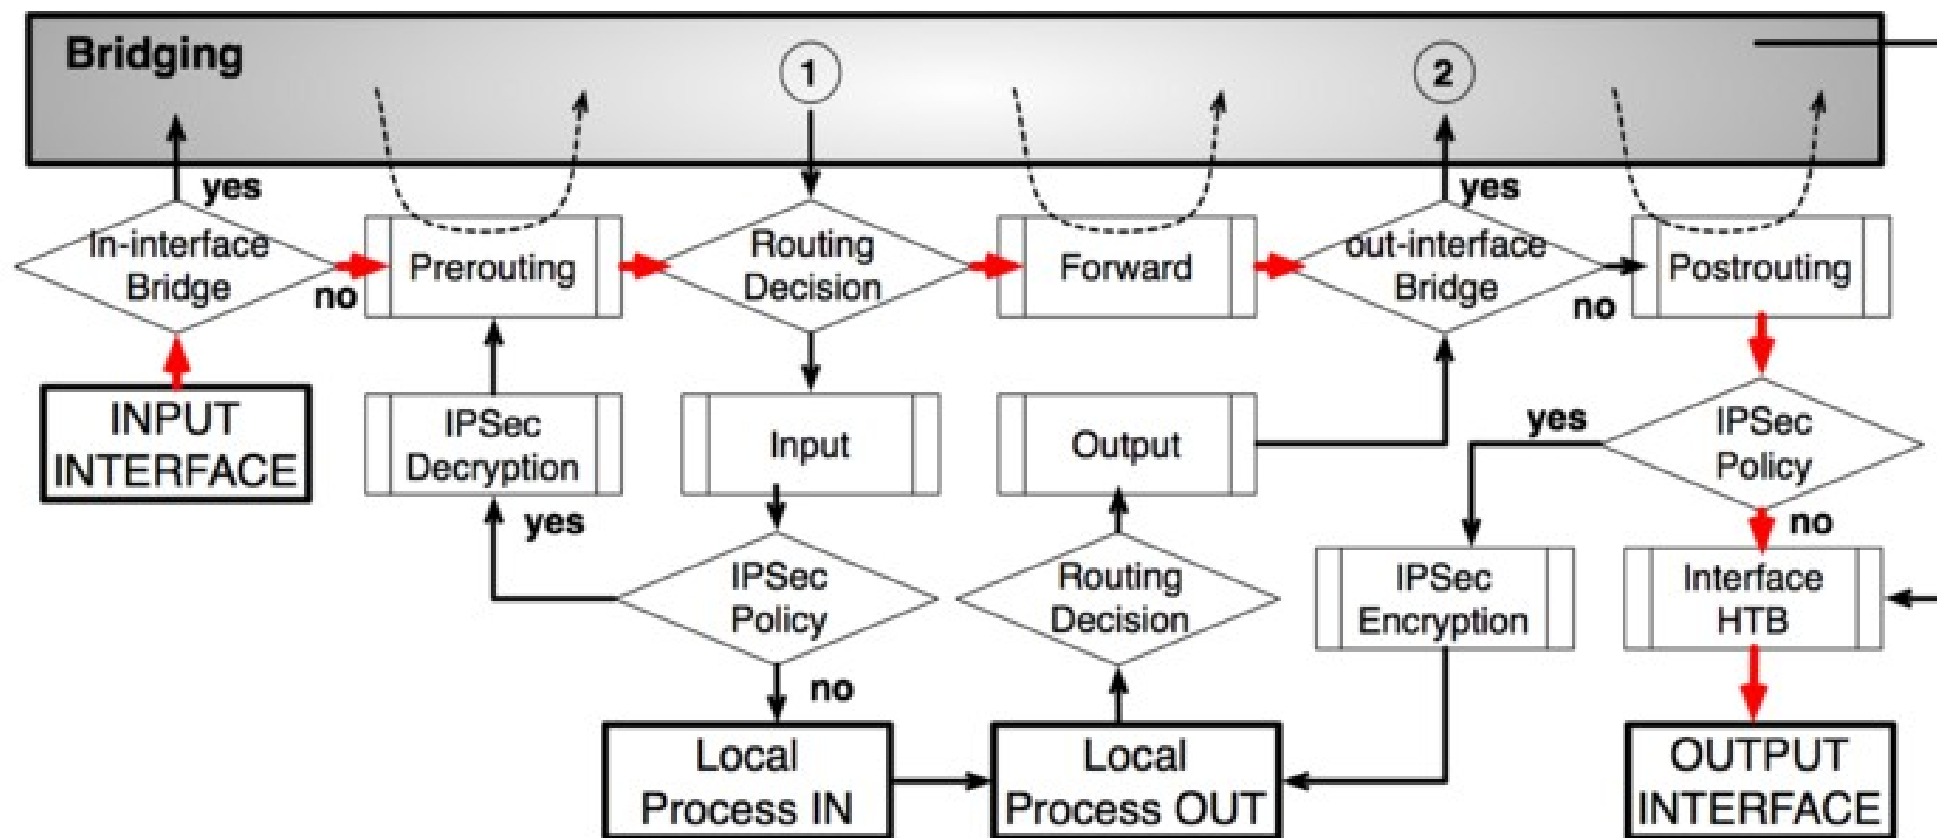 Bridging
1
2
yes
yes
In-interface
Bridge
no
Prerouting
Routing
Decision
Forward
out-interface
Bridge
no
Postrouting
INPUT
INTERFACE
IPSec
Decryption
Input
Output
yes
IPSec
Policy
no
yes
IPSec
Policy
Routing
Decision
IPSec
Encryption
Interface
HTB
no
Local
Process IN
Local
Process OUT
OUTPUT
INTERFACE